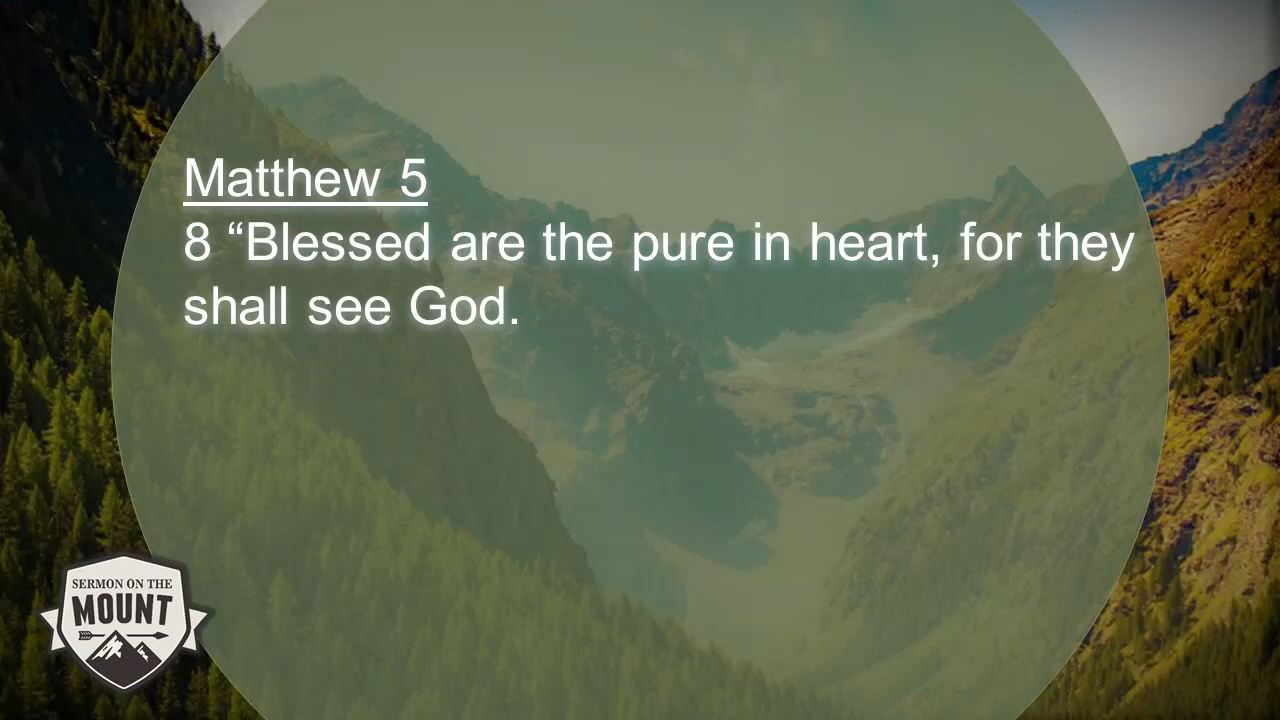 Matthew 5
8 “Blessed are the pure in heart, for they
shall see God.
SERMON ON THE
MOUNT